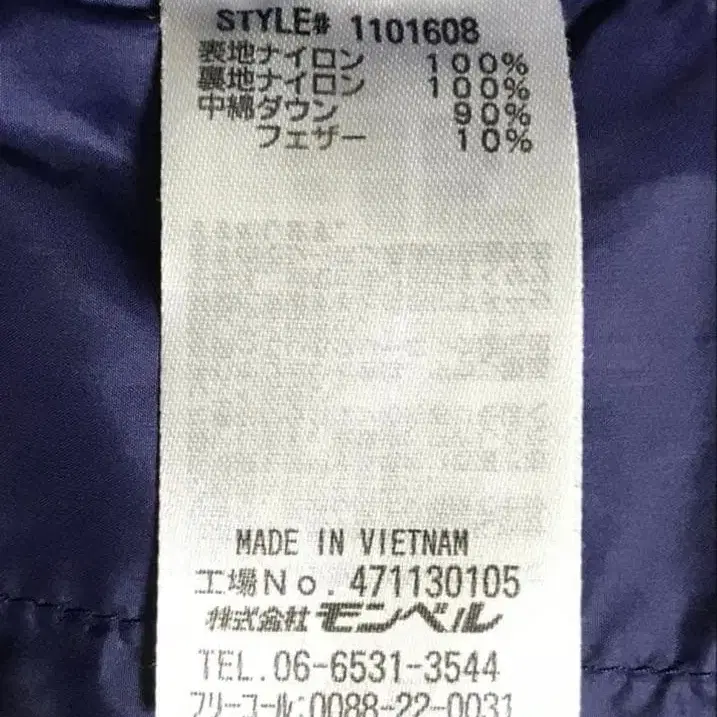 STYLE# 1101608
表地ナイロン 100%
裏地ナイロン 100%
中綿ダウン 90%
フェザー 10%
MADE IN VIETNAM
工場No. 471130105
株式会社モンベル
TEL.06-6531-3544
フリーコール:0088-22-0031